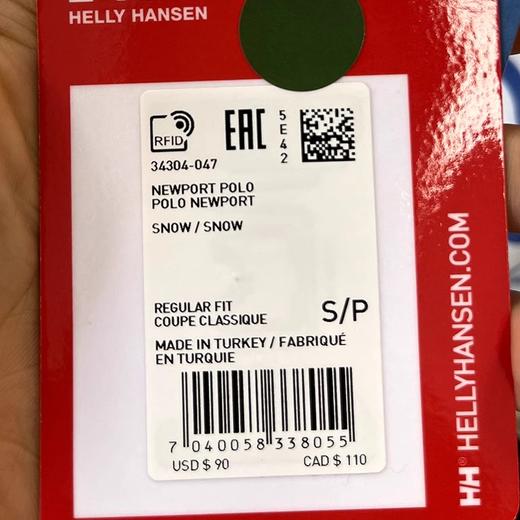 HELLY HANSEN
RFID
EAC
5
E
4
2
34304-047
NEWPORT POLO
POLO NEWPORT
SNOW / SNOW
REGULAR FIT
COUPE CLASSIQUE
S/P
MADE IN TURKEY / FABRIQUÉ
EN TURQUIE
7 040058 338055
USD $ 90 CAD $ 110
HH® HELLYHANSEN.COM